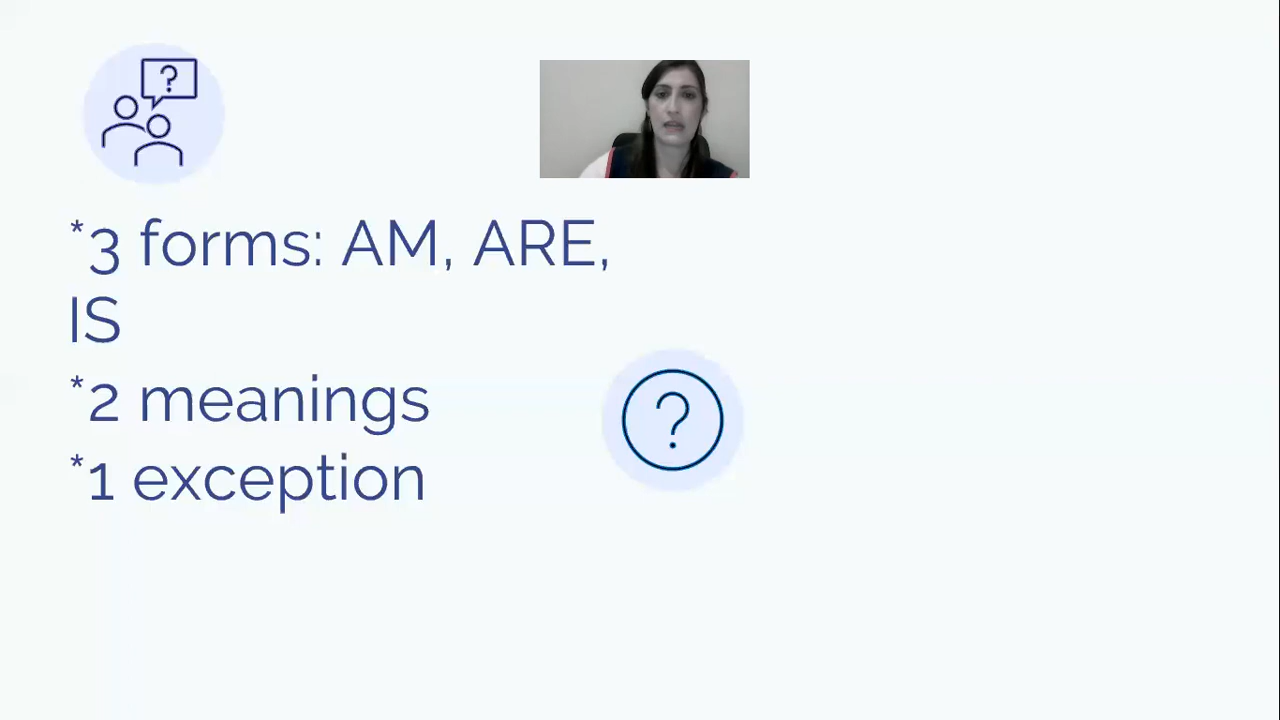 ?
*3 forms: AM, ARE,
IS
*2 meanings
?
*1 exception